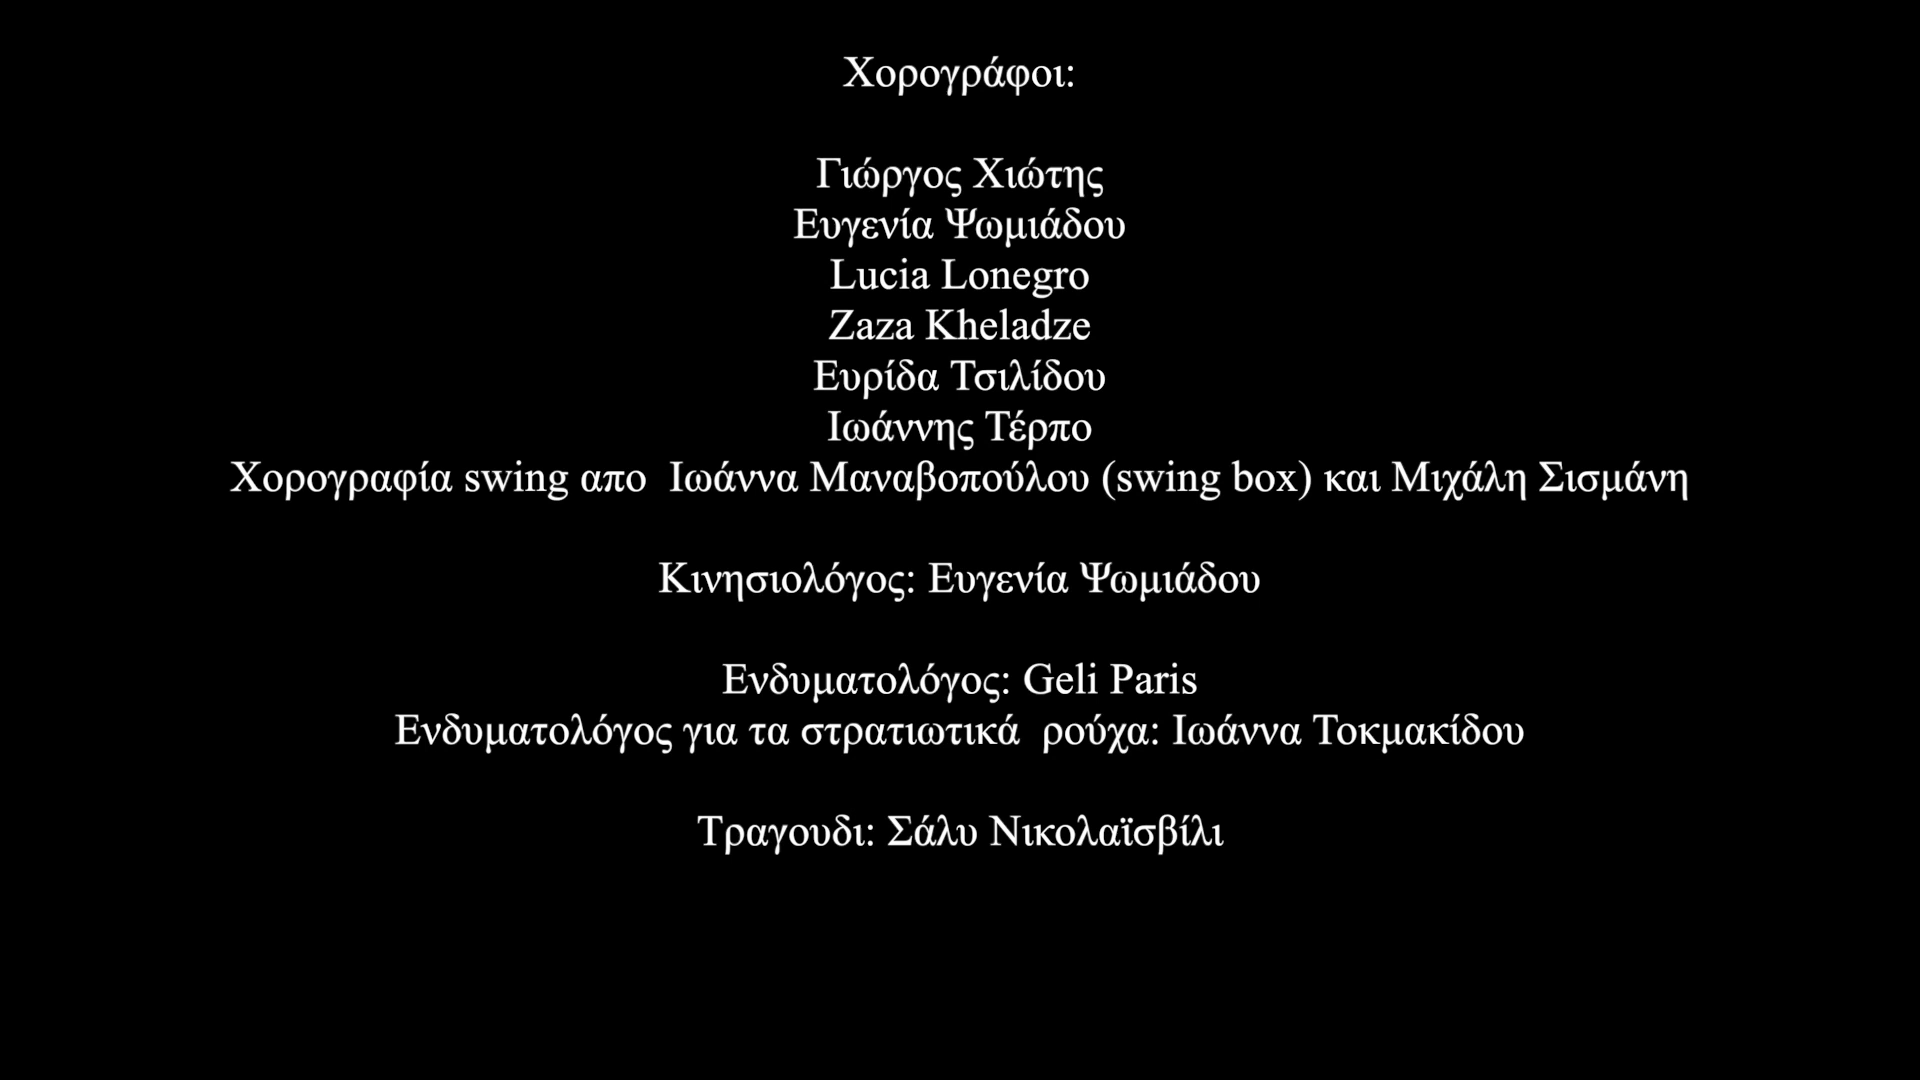 Χορογράφοι:
Γιώργος Χιώτης
Ευγενία Ψωμιάδου
Lucia Lonegro
Zaza Kheladze
Ευρίδα Τσιλίδου
Ιωάννης Τέρπο
Χορογραφία swing απο  Ιωάννα Μαναβοπούλου (swing box) και Μιχάλη Σισμάνη
Κινησιολόγος: Ευγενία Ψωμιάδου
Ενδυματολόγος: Geli Paris
Ενδυματολόγος για τα στρατιωτικά  ρούχα: Ιωάννα Τοκμακίδου
Τραγουδι: Σάλυ Νικολαϊσβίλι